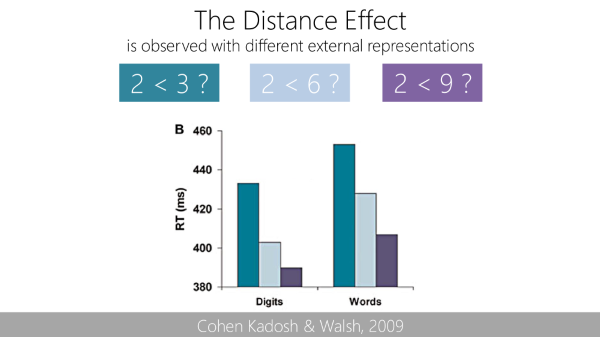 The Distance Effect
is observed with different external representations
2 < 3 ?
2 < 6 ?
2 < 9 ?
B
460
440
420
400
380
RT (ms)
Digits
Words
Cohen Kadosh & Walsh, 2009